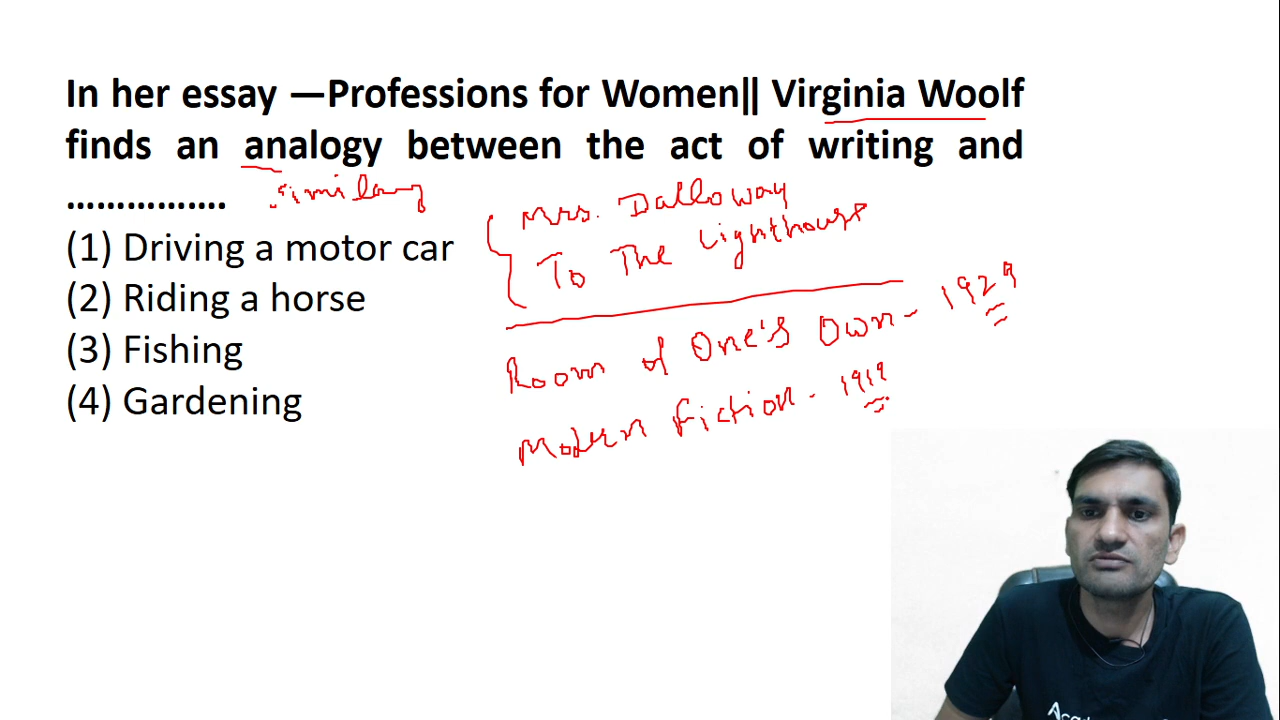 In her essay —Professions for Women‖ Virginia Woolf
finds an analogy between the act of writing and
…………….
similarity
Mrs. Dalloway
To The Lighthouse
(1) Driving a motor car
(2) Riding a horse
(3) Fishing
(4) Gardening
Room of One's Own - 1929
Modern Fiction - 1919
Acad